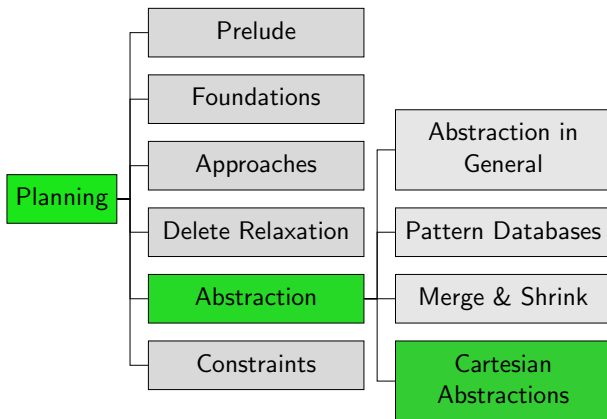 Planning
Prelude
Foundations
Approaches
Delete Relaxation
Abstraction
Constraints
Abstraction in
General
Pattern Databases
Merge & Shrink
Cartesian
Abstractions